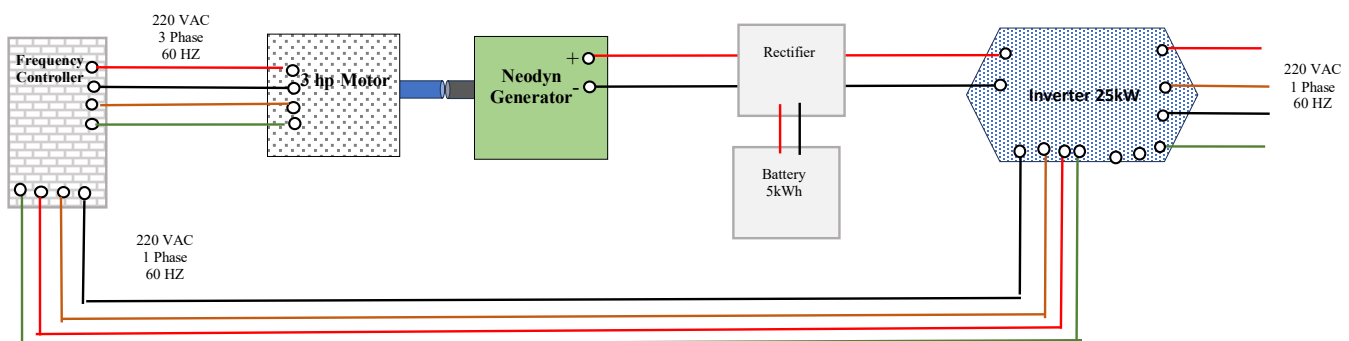 220 VAC
3 Phase
60 HZ
Frequency
Controller
3 hp Motor
Neodyn
Generator
+
-
Rectifier
Battery
5kWh
Inverter 25kW
220 VAC
1 Phase
60 HZ
220 VAC
1 Phase
60 HZ